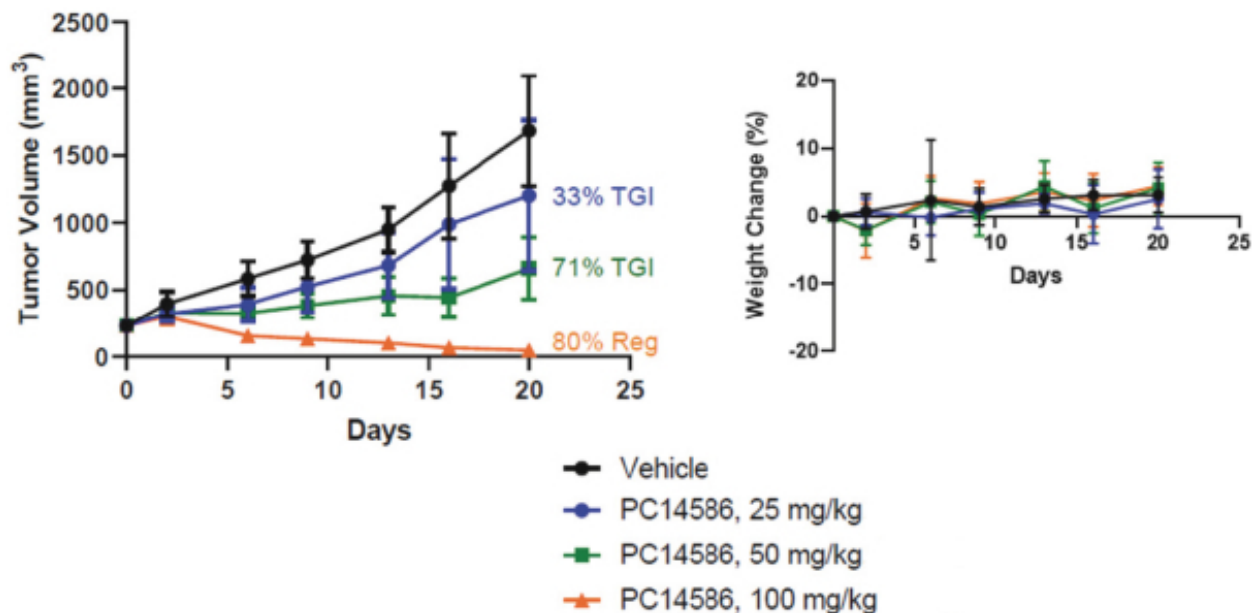 Tumor Volume (mm³)
2500
2000
1500
1000
500
0
0 5 10 15 20 25
Days
33% TGI
71% TGI
80% Reg
Weight Change (%)
20
10
0
-10
-20
5 10 15 20 25
Days
Vehicle
PC14586, 25 mg/kg
PC14586, 50 mg/kg
PC14586, 100 mg/kg